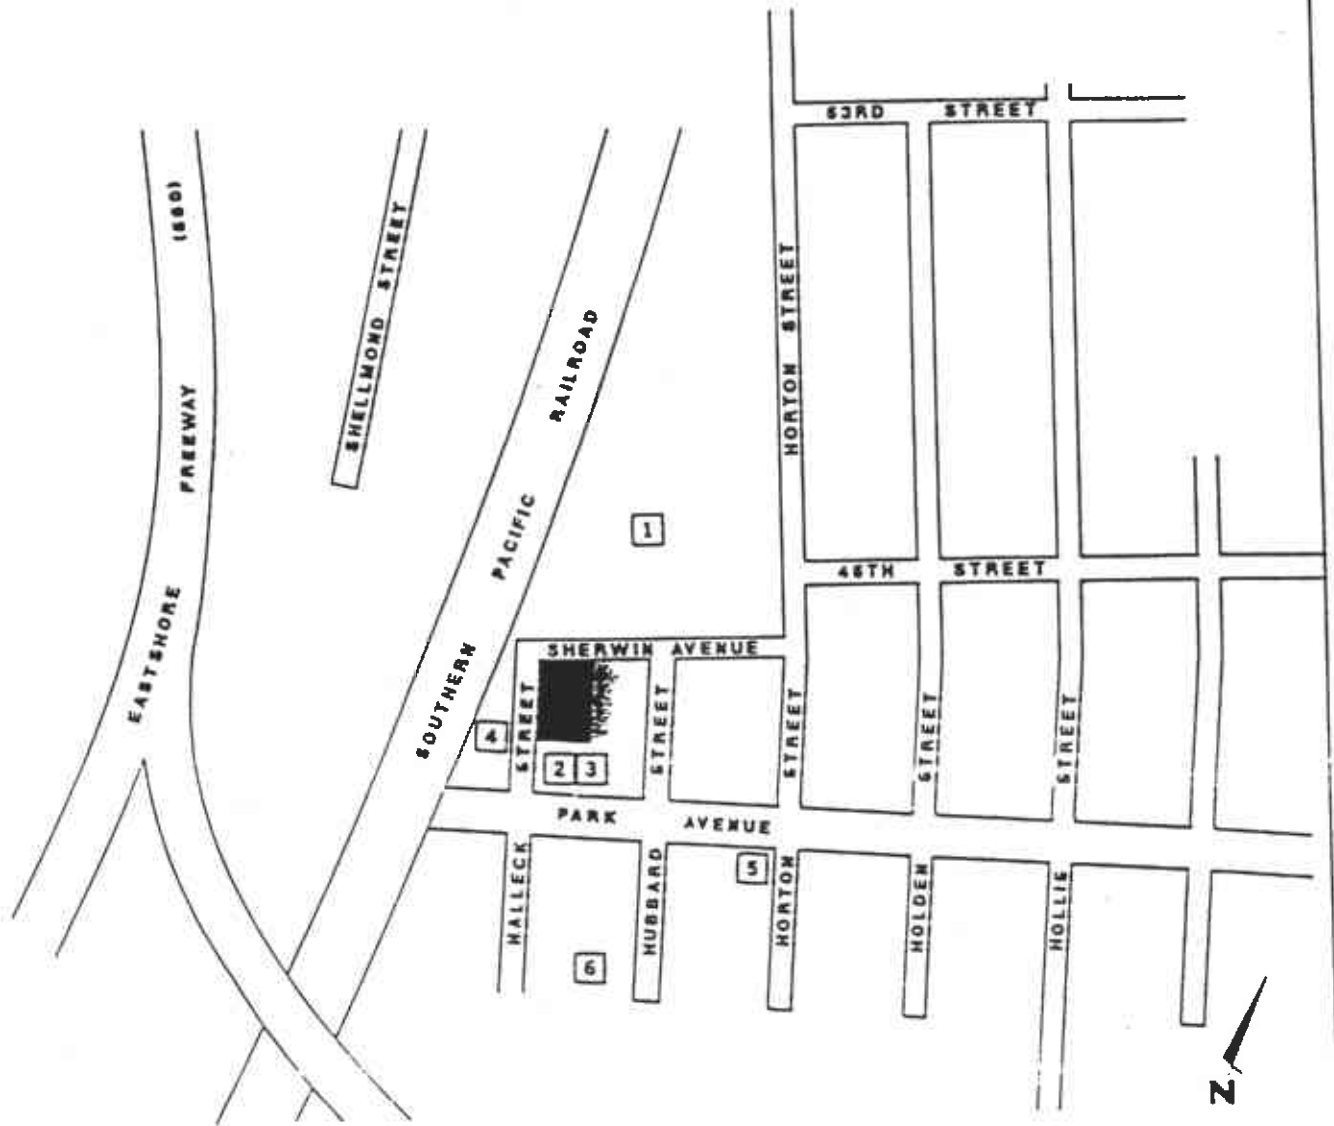 53RD STREET
(580)
SHELLMOND STREET
HORTON STREET
RAILROAD
FREEWAY
PACIFIC
1
45TH STREET
EASTSHORE
SOUTHERN
SHERWIN AVENUE
STREET
STREET
STREET
STREET
STREET
4
2
3
PARK AVENUE
5
HALLECK
HUBBARD
HORTON
HOLDEN
HOLLIS
6
N